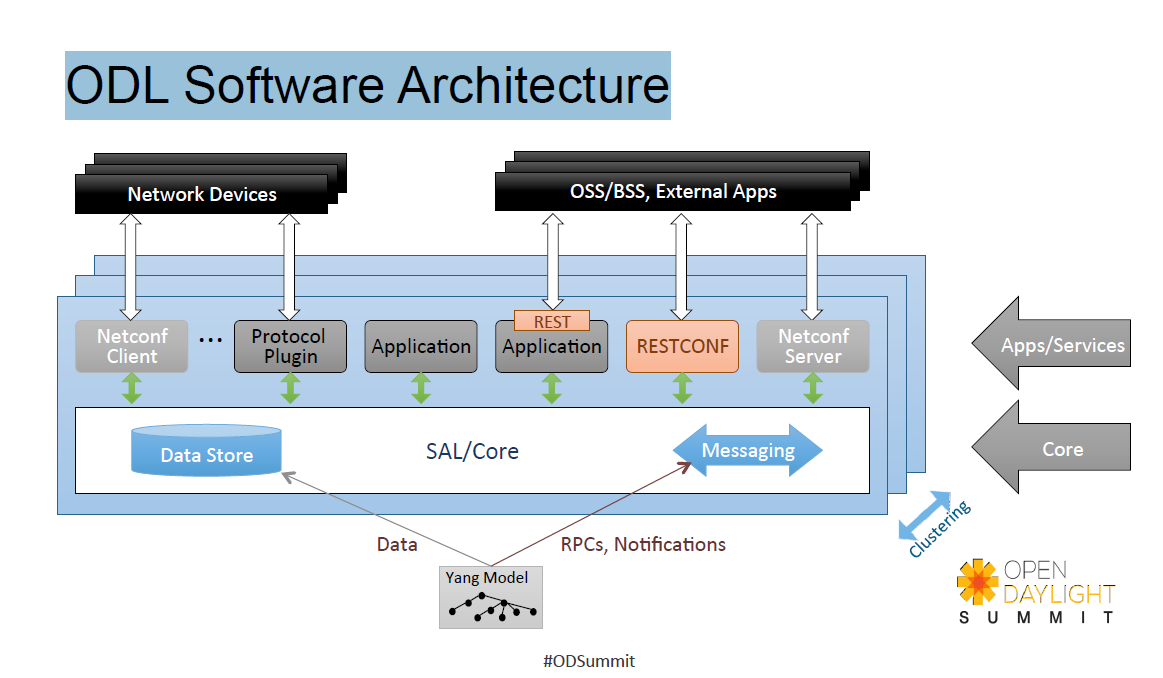 ODL Software Architecture
Network Devices
OSS/BSS, External Apps
Netconf
Client
...
Protocol
Plugin
Application
REST
Application
RESTCONF
Netconf
Server
Apps/Services
Data Store
SAL/Core
Messaging
Core
Clustering
Data
RPCs, Notifications
Yang Model
OPEN
DAYLIGHT
SUMMIT
#ODSummit